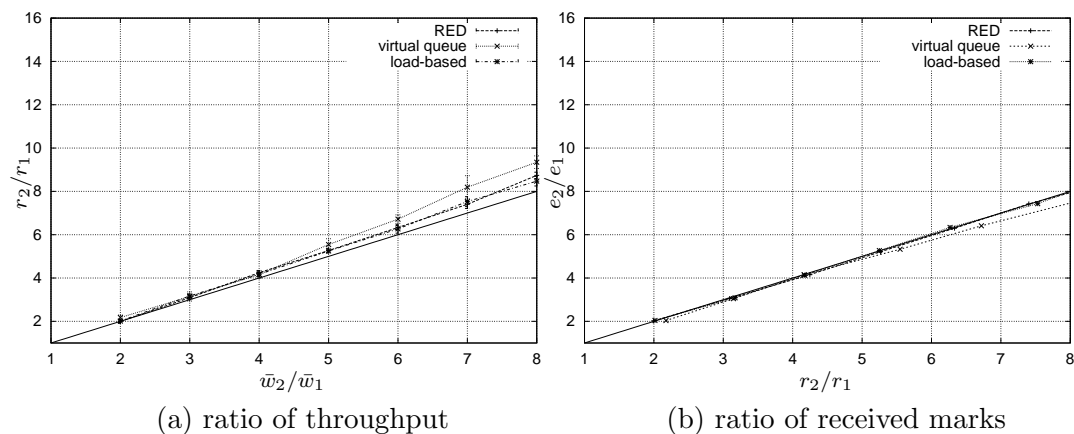 16
14
12
10
8
6
4
2
r₂/r₁
RED
virtual queue
load-based
1 2 3 4 5 6 7 8
w̄₂/w̄₁
(a) ratio of throughput
16
14
12
10
8
6
4
2
e₂/e₁
RED
virtual queue
load-based
1 2 3 4 5 6 7 8
r₂/r₁
(b) ratio of received marks